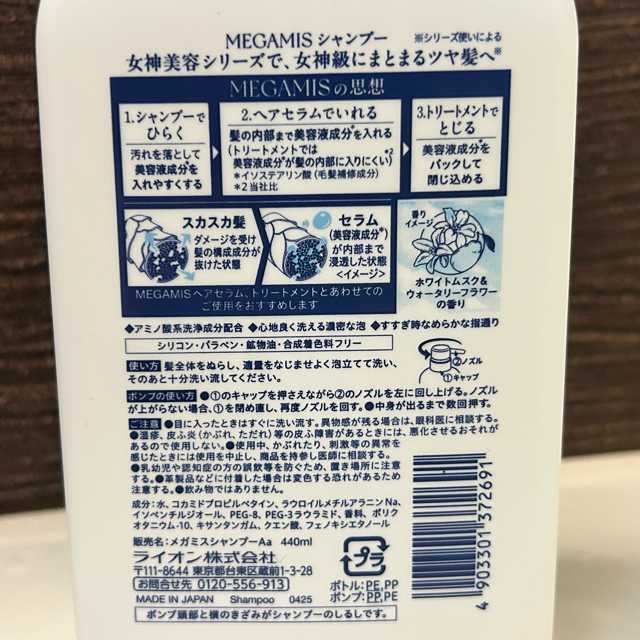 MEGAMISシャンプー
※シリーズ使いによる
女神美容シリーズで、女神級にまとまるツヤ髪へ※
MEGAMISの思想
1.シャンプーで
ひらく
汚れを落として
美容液成分*を
入れやすくする
2.ヘアセラムでいれる
髪の内部まで美容液成分*を入れる
(トリートメントでは
美容液成分*が髪の内部に入りにくい)*2
*イソステアリン酸(毛髪補修成分)
*2当社比
3.トリートメントで
とじる
美容液成分を
パックして
閉じ込める
スカスカ髪
ダメージを受け
髪の構成成分が
抜けた状態
セラム
(美容液成分*)
が内部まで
浸透した状態
<イメージ>
MEGAMISヘアセラム、トリートメントとあわせての
ご使用をおすすめします
香り
イメージ
ホワイトムスク&
ウォータリーフラワー
の香り
◆アミノ酸系洗浄成分配合 ◆心地良く洗える濃密な泡 ◆すすぎ時なめらかな指通り
シリコン・パラベン・鉱物油・合成着色料フリー
使い方 髪全体をぬらし、適量をなじませよく泡立てて洗い、
そのあと十分洗い流してください。
②ノズル
①キャップ
ポンプの使い方 ●①のキャップを押さえながら②のノズルを左に回し上げる。ノズル
が上がらない場合、①を閉め直し、再度ノズルを回す。●中身が出るまで数回押す。
ご注意 ●目に入ったときはすぐに洗い流す。異物感が残る場合は、眼科医に相談する。
●湿疹、皮ふ炎(かぶれ、ただれ)等の皮ふ障害があるときには、悪化させるおそれが
あるので使用しない。●使用中、かぶれたり、刺激等の異常を
感じたときには使用を中止し、商品を持参し医師に相談する。
●乳幼児や認知症の方の誤飲等を防ぐため、置き場所に注意
する。●革製品などに付着した場合は変色する恐れがあるため
注意する。●飲み物ではありません。
成分:水、コカミドプロピルベタイン、ラウロイルメチルアラニンNa、
イソペンチルジオール、PEG-8、PEG-3ラウラミド、香料、ポリク
オタニウム-10、キサンタンガム、クエン酸、フェノキシエタノール
販売名:メガミスシャンプーAa 440ml
ライオン株式会社
〒111-8644 東京都台東区蔵前1-3-28
お問合せ先 0120-556-913
MADE IN JAPAN Shampoo 0425
プラ
ボトル:PE,PP
ポンプ:PP,PE
4 903301 372691
ポンプ頭部と横のきざみがシャンプーのしるしです。